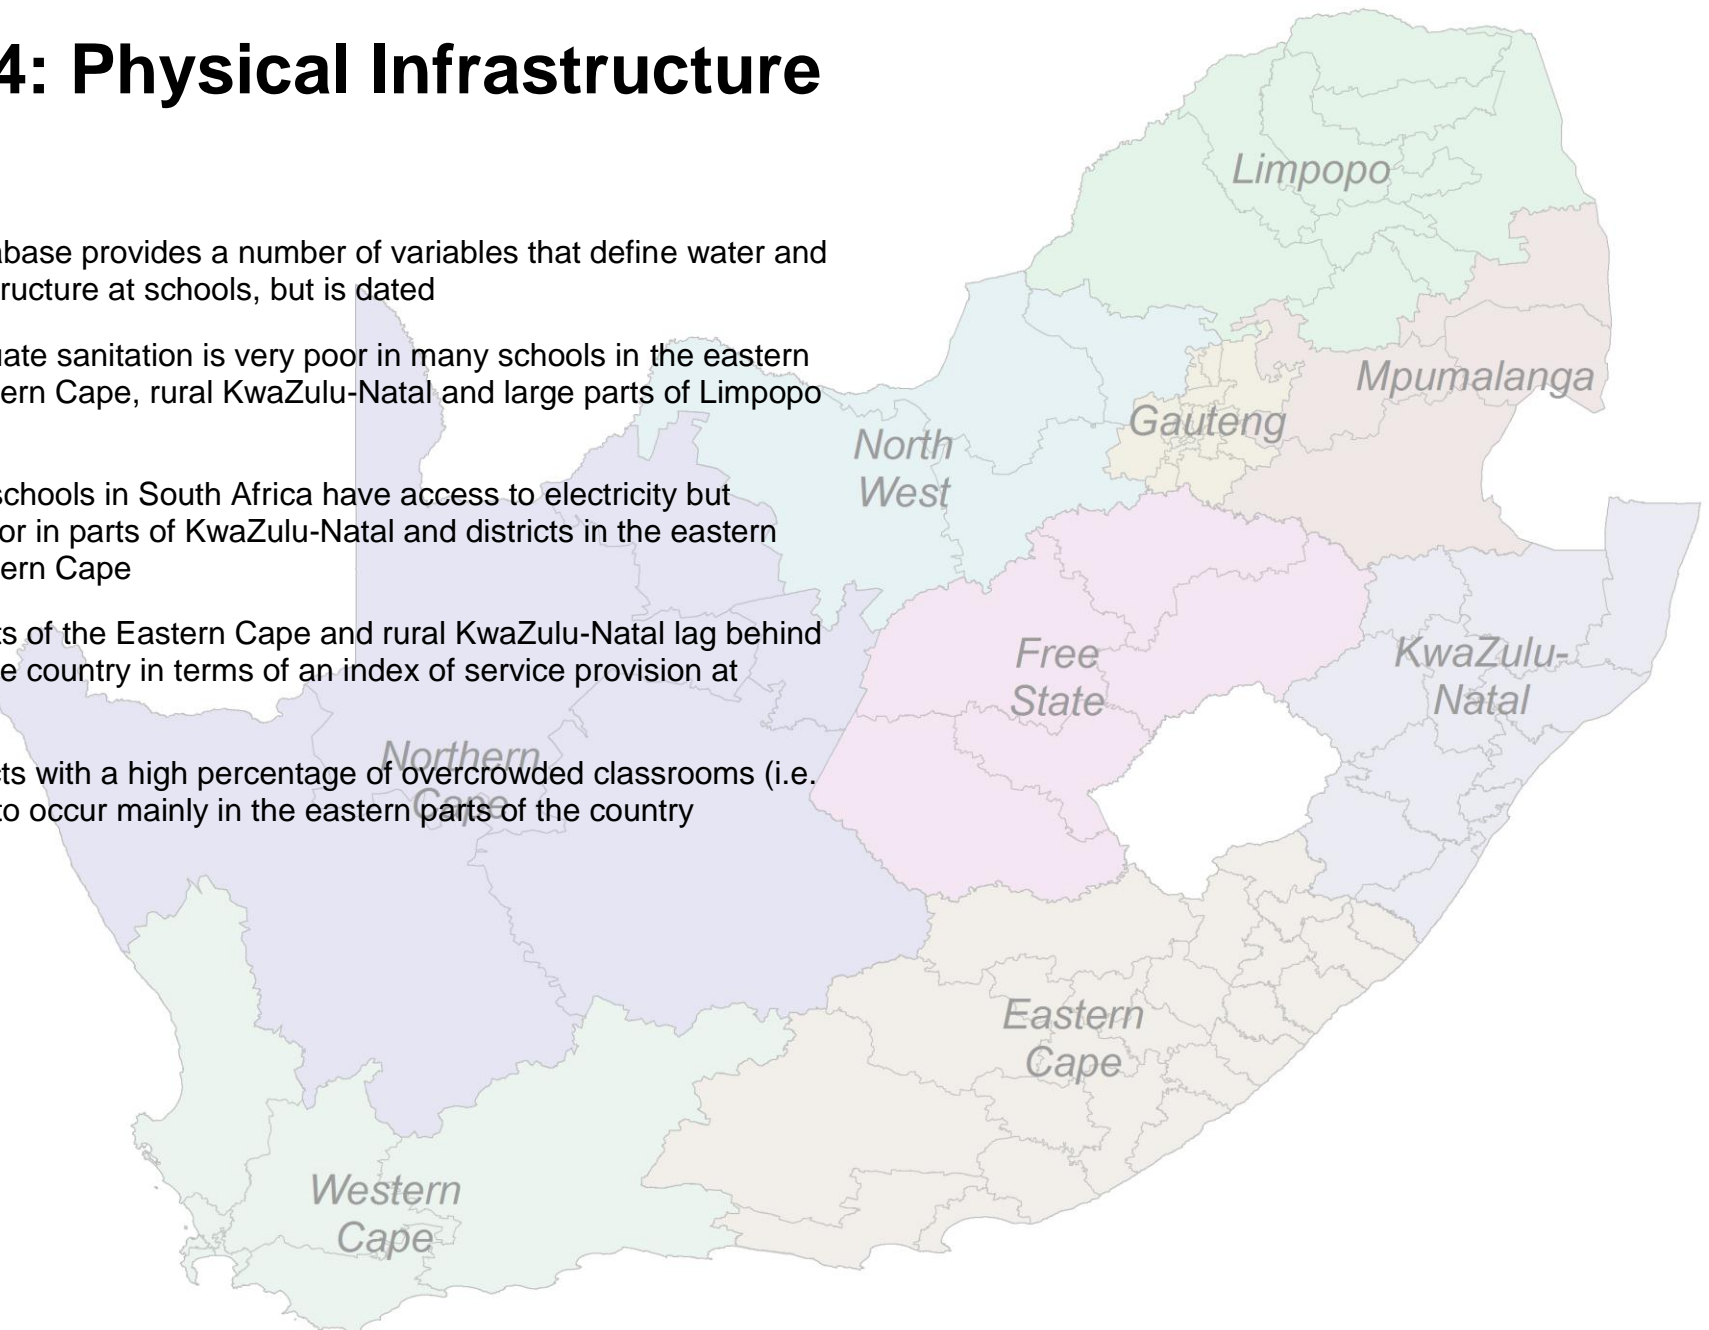 4: Physical Infrastructure
abase provides a number of variables that define water and
tructure at schools, but is dated
uate sanitation is very poor in many schools in the eastern
ern Cape, rural KwaZulu-Natal and large parts of Limpopo
schools in South Africa have access to electricity but
or in parts of KwaZulu-Natal and districts in the eastern
ern Cape
ts of the Eastern Cape and rural KwaZulu-Natal lag behind
e country in terms of an index of service provision at
cts with a high percentage of overcrowded classrooms (i.e.
to occur mainly in the eastern parts of the country
Limpopo
Mpumalanga
Gauteng
North
West
Free
State
KwaZulu-
Natal
Northern
Cape
Eastern
Cape
Western
Cape